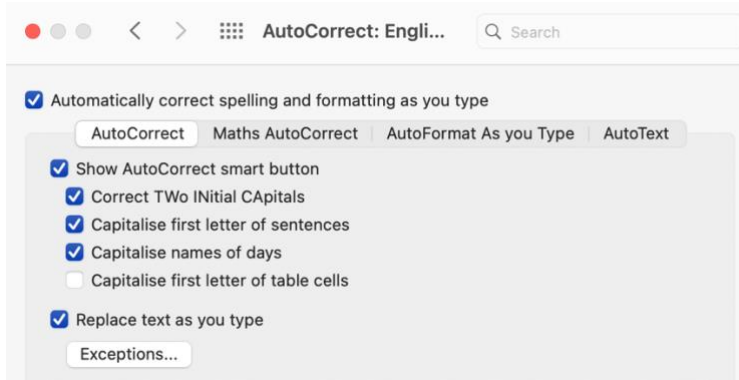 AutoCorrect: Engli... Search
Automatically correct spelling and formatting as you type
AutoCorrect Maths AutoCorrect AutoFormat As you Type AutoText
Show AutoCorrect smart button
Correct TWo INitial CApitals
Capitalise first letter of sentences
Capitalise names of days
Capitalise first letter of table cells
Replace text as you type
Exceptions...